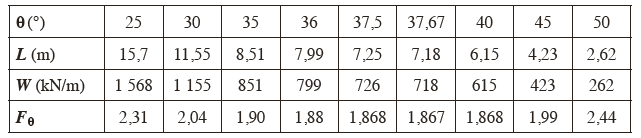 θ (°) 25 30 35 36 37,5 37,67 40 45 50
L (m) 15,7 11,55 8,51 7,99 7,25 7,18 6,15 4,23 2,62
W (kN/m) 1 568 1 155 851 799 726 718 615 423 262
Fθ 2,31 2,04 1,90 1,88 1,868 1,867 1,868 1,99 2,44